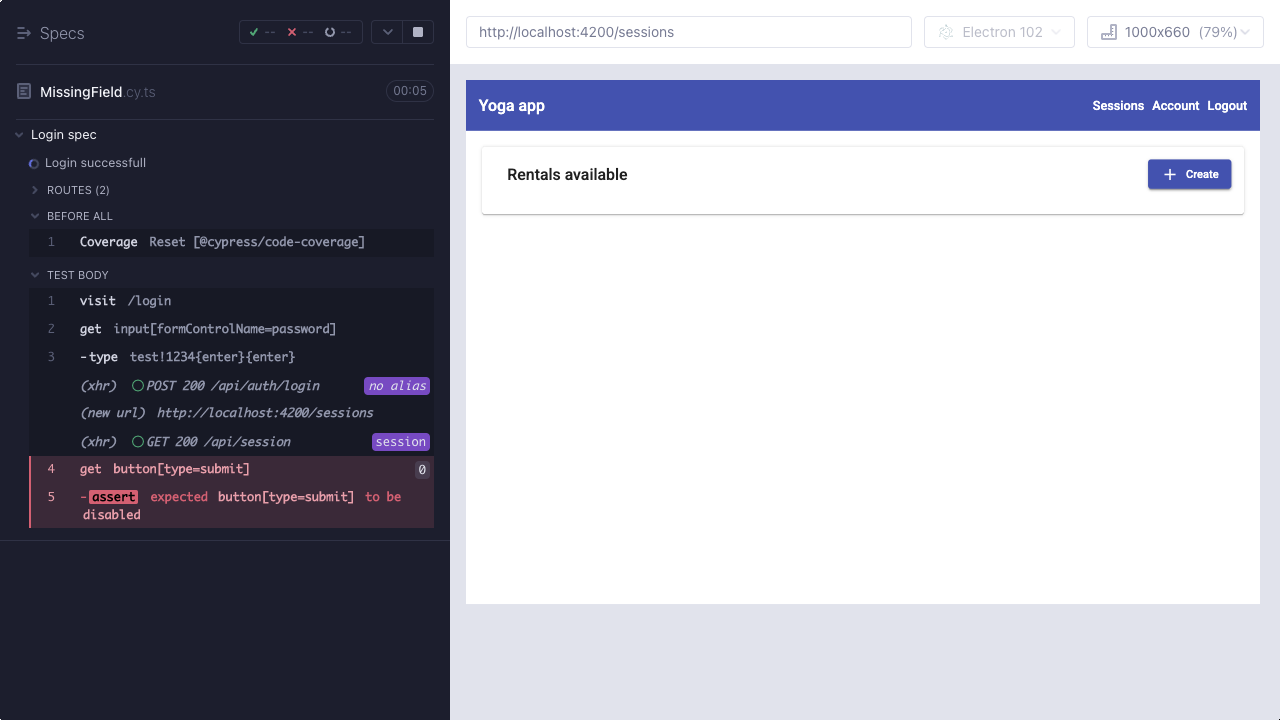 Specs
-- -- --
MissingField.cy.ts 00:05
Login spec
Login successfull
ROUTES (2)
BEFORE ALL
1 Coverage Reset [@cypress/code-coverage]
TEST BODY
1 visit /login
2 get input[formControlName=password]
3 -type test!1234{enter}{enter}
(xhr) POST 200 /api/auth/login no alias
(new url) http://localhost:4200/sessions
(xhr) GET 200 /api/session session
4 get button[type=submit] 0
5 -assert expected button[type=submit] to be
disabled
http://localhost:4200/sessions Electron 102 1000x660 (79%)
Yoga app Sessions Account Logout
Rentals available Create